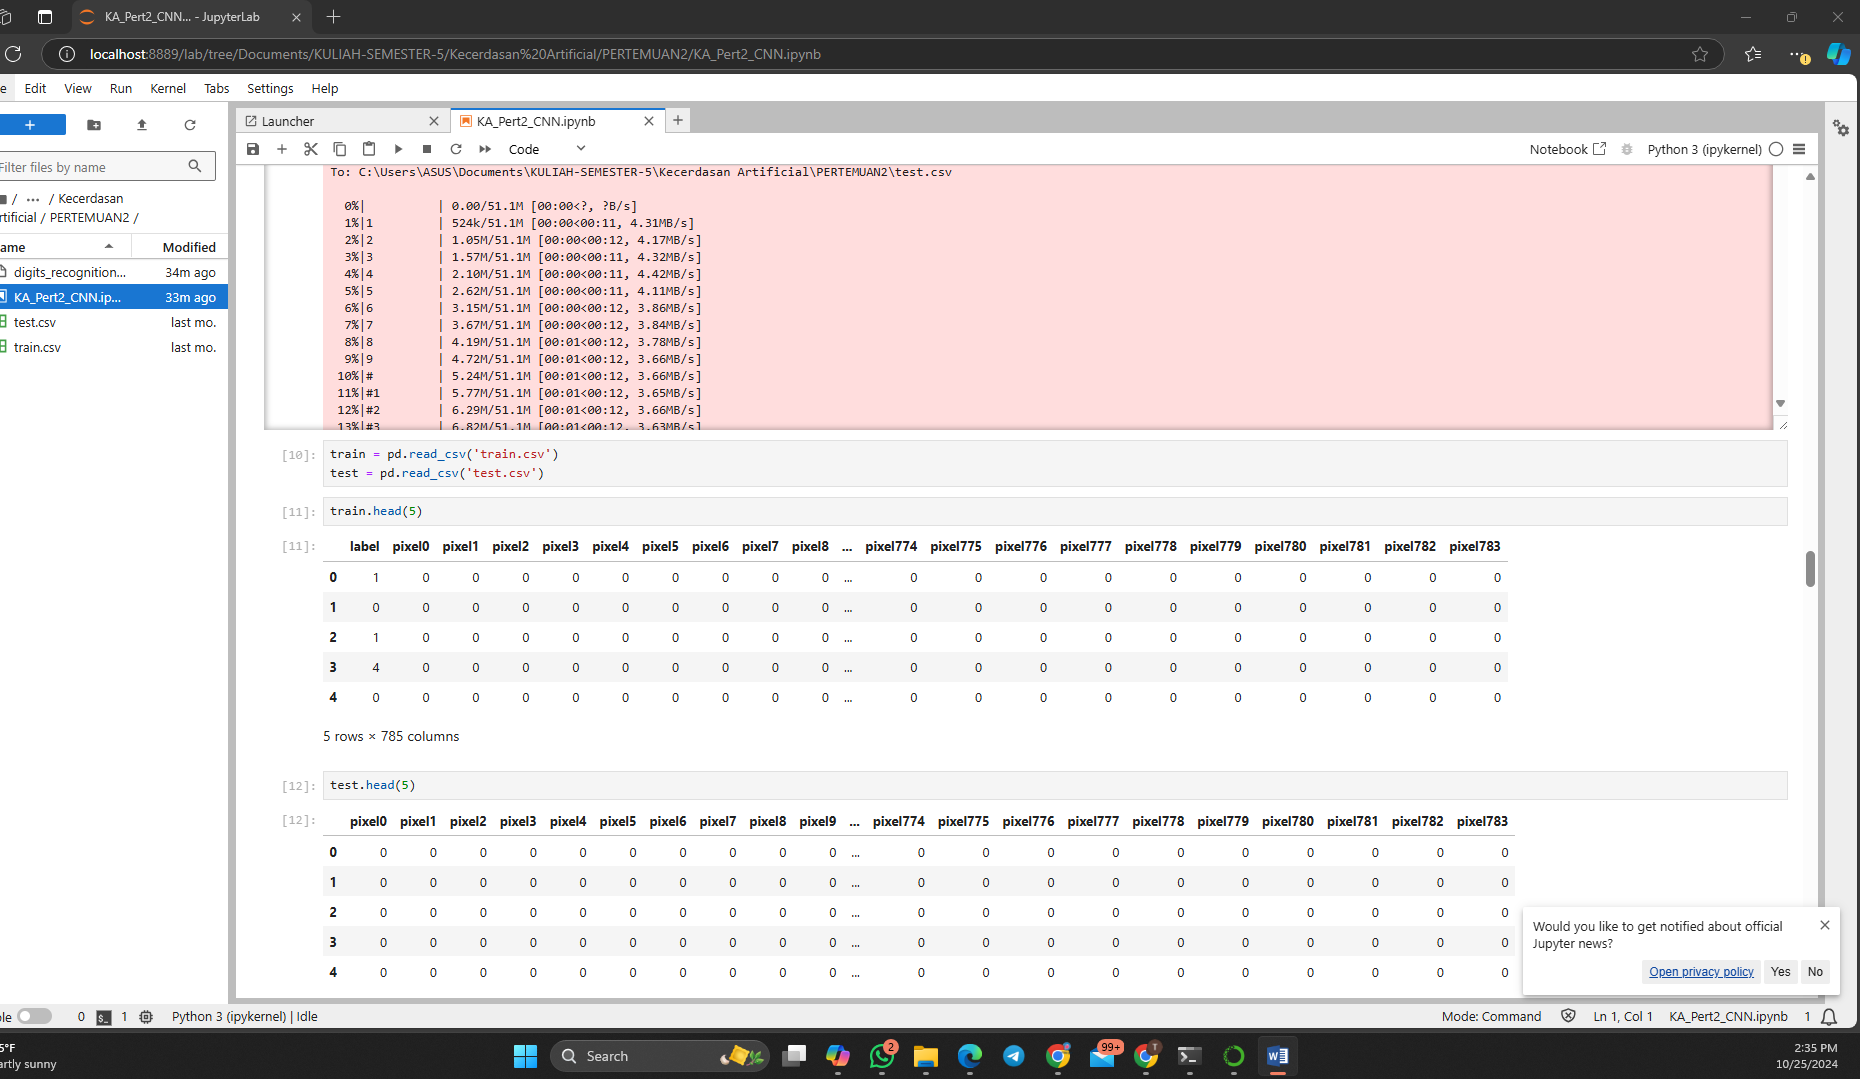 KA_Pert2_CNN... - JupyterLab
localhost:8889/lab/tree/Documents/KULIAH-SEMESTER-5/Kecerdasan%20Artificial/PERTEMUAN2/KA_Pert2_CNN.ipynb
e Edit View Run Kernel Tabs Settings Help
Launcher
KA_Pert2_CNN.ipynb
Code
Notebook
Python 3 (ipykernel)
Filter files by name
/ ... / Kecerdasan
rtificial / PERTEMUAN2 /
ame Modified
digits_recognition... 34m ago
KA_Pert2_CNN.ip... 33m ago
test.csv last mo.
train.csv last mo.
To: C:\Users\ASUS\Documents\KULIAH-SEMESTER-5\Kecerdasan Artificial\PERTEMUAN2\test.csv
0%| | 0.00/51.1M [00:00<?, ?B/s]
1%|1 | 524k/51.1M [00:00<00:11, 4.31MB/s]
2%|2 | 1.05M/51.1M [00:00<00:12, 4.17MB/s]
3%|3 | 1.57M/51.1M [00:00<00:11, 4.32MB/s]
4%|4 | 2.10M/51.1M [00:00<00:11, 4.42MB/s]
5%|5 | 2.62M/51.1M [00:00<00:11, 4.11MB/s]
6%|6 | 3.15M/51.1M [00:00<00:12, 3.86MB/s]
7%|7 | 3.67M/51.1M [00:00<00:12, 3.84MB/s]
8%|8 | 4.19M/51.1M [00:01<00:12, 3.78MB/s]
9%|9 | 4.72M/51.1M [00:01<00:12, 3.66MB/s]
10%|# | 5.24M/51.1M [00:01<00:12, 3.66MB/s]
11%|#1 | 5.77M/51.1M [00:01<00:12, 3.65MB/s]
12%|#2 | 6.29M/51.1M [00:01<00:12, 3.66MB/s]
13%|#3 | 6.82M/51.1M [00:01<00:12, 3.63MB/s]
[10]: train = pd.read_csv('train.csv')
test = pd.read_csv('test.csv')
[11]: train.head(5)
[11]: label pixel0 pixel1 pixel2 pixel3 pixel4 pixel5 pixel6 pixel7 pixel8 ... pixel774 pixel775 pixel776 pixel777 pixel778 pixel779 pixel780 pixel781 pixel782 pixel783
0 1 0 0 0 0 0 0 0 0 0 ... 0 0 0 0 0 0 0 0 0 0
1 0 0 0 0 0 0 0 0 0 0 ... 0 0 0 0 0 0 0 0 0 0
2 1 0 0 0 0 0 0 0 0 0 ... 0 0 0 0 0 0 0 0 0 0
3 4 0 0 0 0 0 0 0 0 0 ... 0 0 0 0 0 0 0 0 0 0
4 0 0 0 0 0 0 0 0 0 0 ... 0 0 0 0 0 0 0 0 0 0
5 rows × 785 columns
[12]: test.head(5)
[12]: pixel0 pixel1 pixel2 pixel3 pixel4 pixel5 pixel6 pixel7 pixel8 pixel9 ... pixel774 pixel775 pixel776 pixel777 pixel778 pixel779 pixel780 pixel781 pixel782 pixel783
0 0 0 0 0 0 0 0 0 0 0 ... 0 0 0 0 0 0 0 0 0 0
1 0 0 0 0 0 0 0 0 0 0 ... 0 0 0 0 0 0 0 0 0 0
2 0 0 0 0 0 0 0 0 0 0 ... 0 0 0 0 0 0 0 0 0 0
3 0 0 0 0 0 0 0 0 0 0 ... 0 0 0 0 0 0 0 0 0 0
4 0 0 0 0 0 0 0 0 0 0 ... 0 0 0 0 0 0 0 0 0 0
Would you like to get notified about official
Jupyter news?
Open privacy policy Yes No
ple 0 1 Python 3 (ipykernel) | Idle
Mode: Command Ln 1, Col 1 KA_Pert2_CNN.ipynb 1
5°F
artly sunny
Search
2
99+
T
2:35 PM
10/25/2024